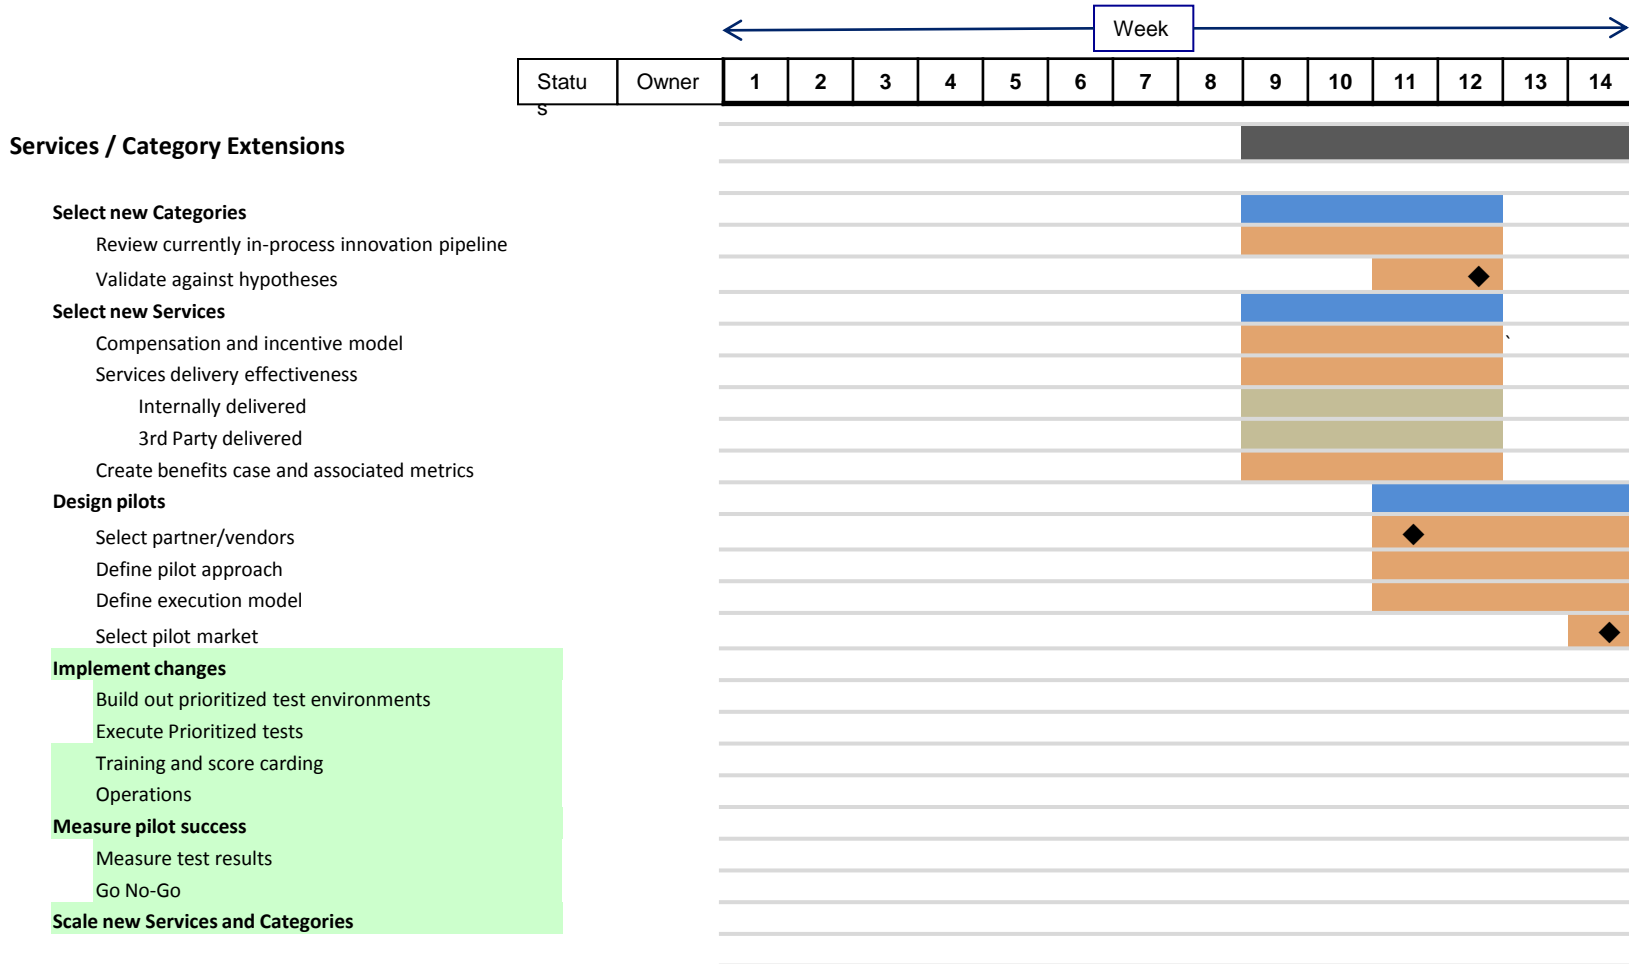 Week
Statu
s
Owner
1 2 3 4 5 6 7 8 9 10 11 12 13 14
Services / Category Extensions
Select new Categories
Review currently in-process innovation pipeline
Validate against hypotheses
Select new Services
Compensation and incentive model `
Services delivery effectiveness
Internally delivered
3rd Party delivered
Create benefits case and associated metrics
Design pilots
Select partner/vendors
Define pilot approach
Define execution model
Select pilot market
Implement changes
Build out prioritized test environments
Execute Prioritized tests
Training and score carding
Operations
Measure pilot success
Measure test results
Go No-Go
Scale new Services and Categories